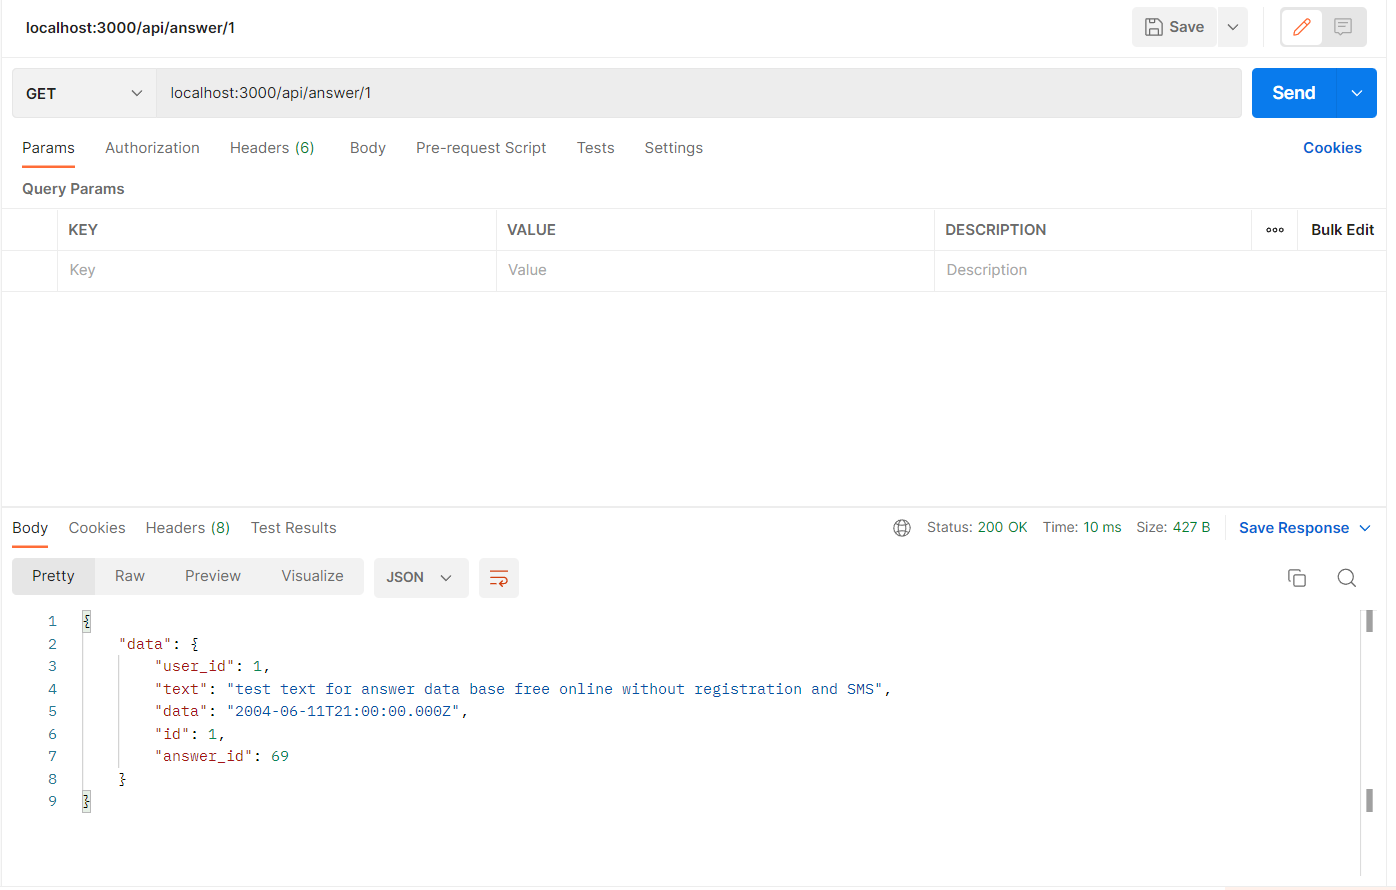 localhost:3000/api/answer/1
Save
GET
localhost:3000/api/answer/1
Send
Params Authorization Headers (6) Body Pre-request Script Tests Settings Cookies
Query Params
KEY VALUE DESCRIPTION ooo Bulk Edit
Key Value Description
Body Cookies Headers (8) Test Results Status: 200 OK Time: 10 ms Size: 427 B Save Response
Pretty Raw Preview Visualize JSON
1 {
2 "data": {
3 "user_id": 1,
4 "text": "test text for answer data base free online without registration and SMS",
5 "data": "2004-06-11T21:00:00.000Z",
6 "id": 1,
7 "answer_id": 69
8 }
9 }